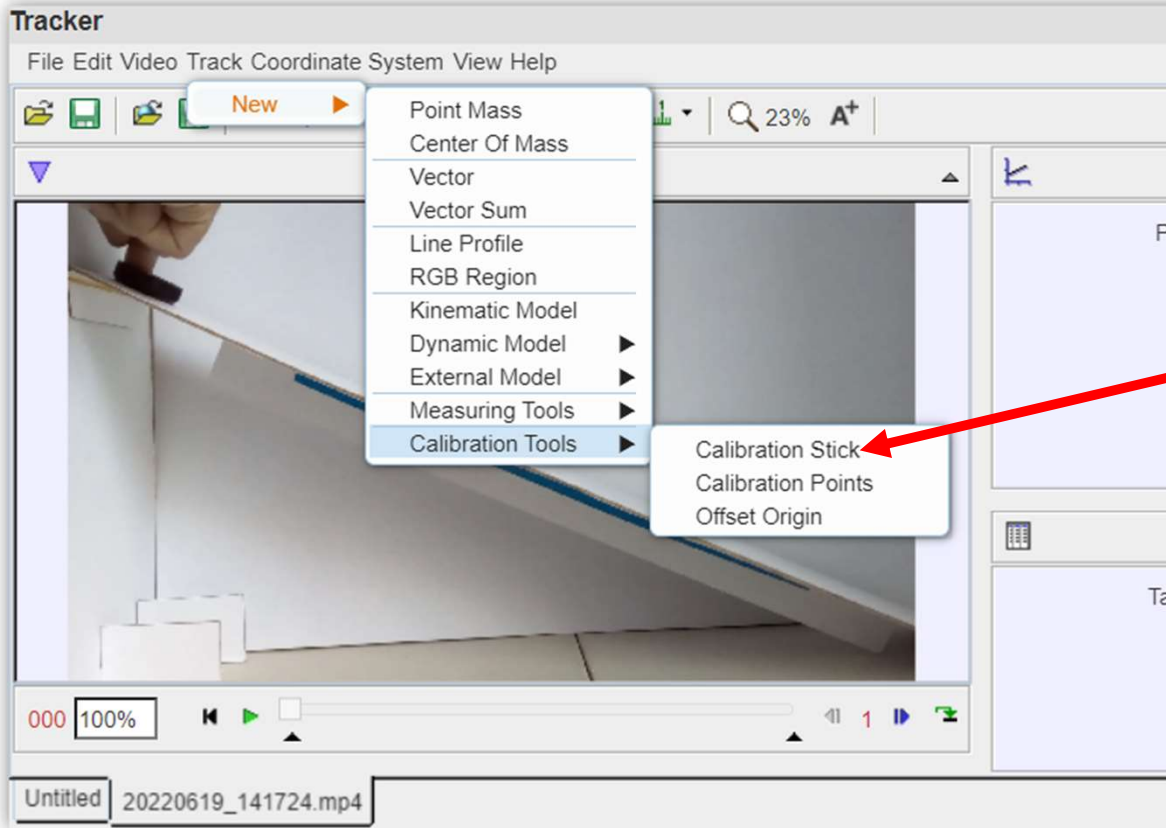 Tracker
File Edit Video Track Coordinate System View Help
New
23% A+
Point Mass
Center Of Mass
Vector
Vector Sum
Line Profile
RGB Region
Kinematic Model
Dynamic Model
External Model
Measuring Tools
Calibration Tools
Calibration Stick
Calibration Points
Offset Origin
000 100% 1
Untitled 20220619_141724.mp4